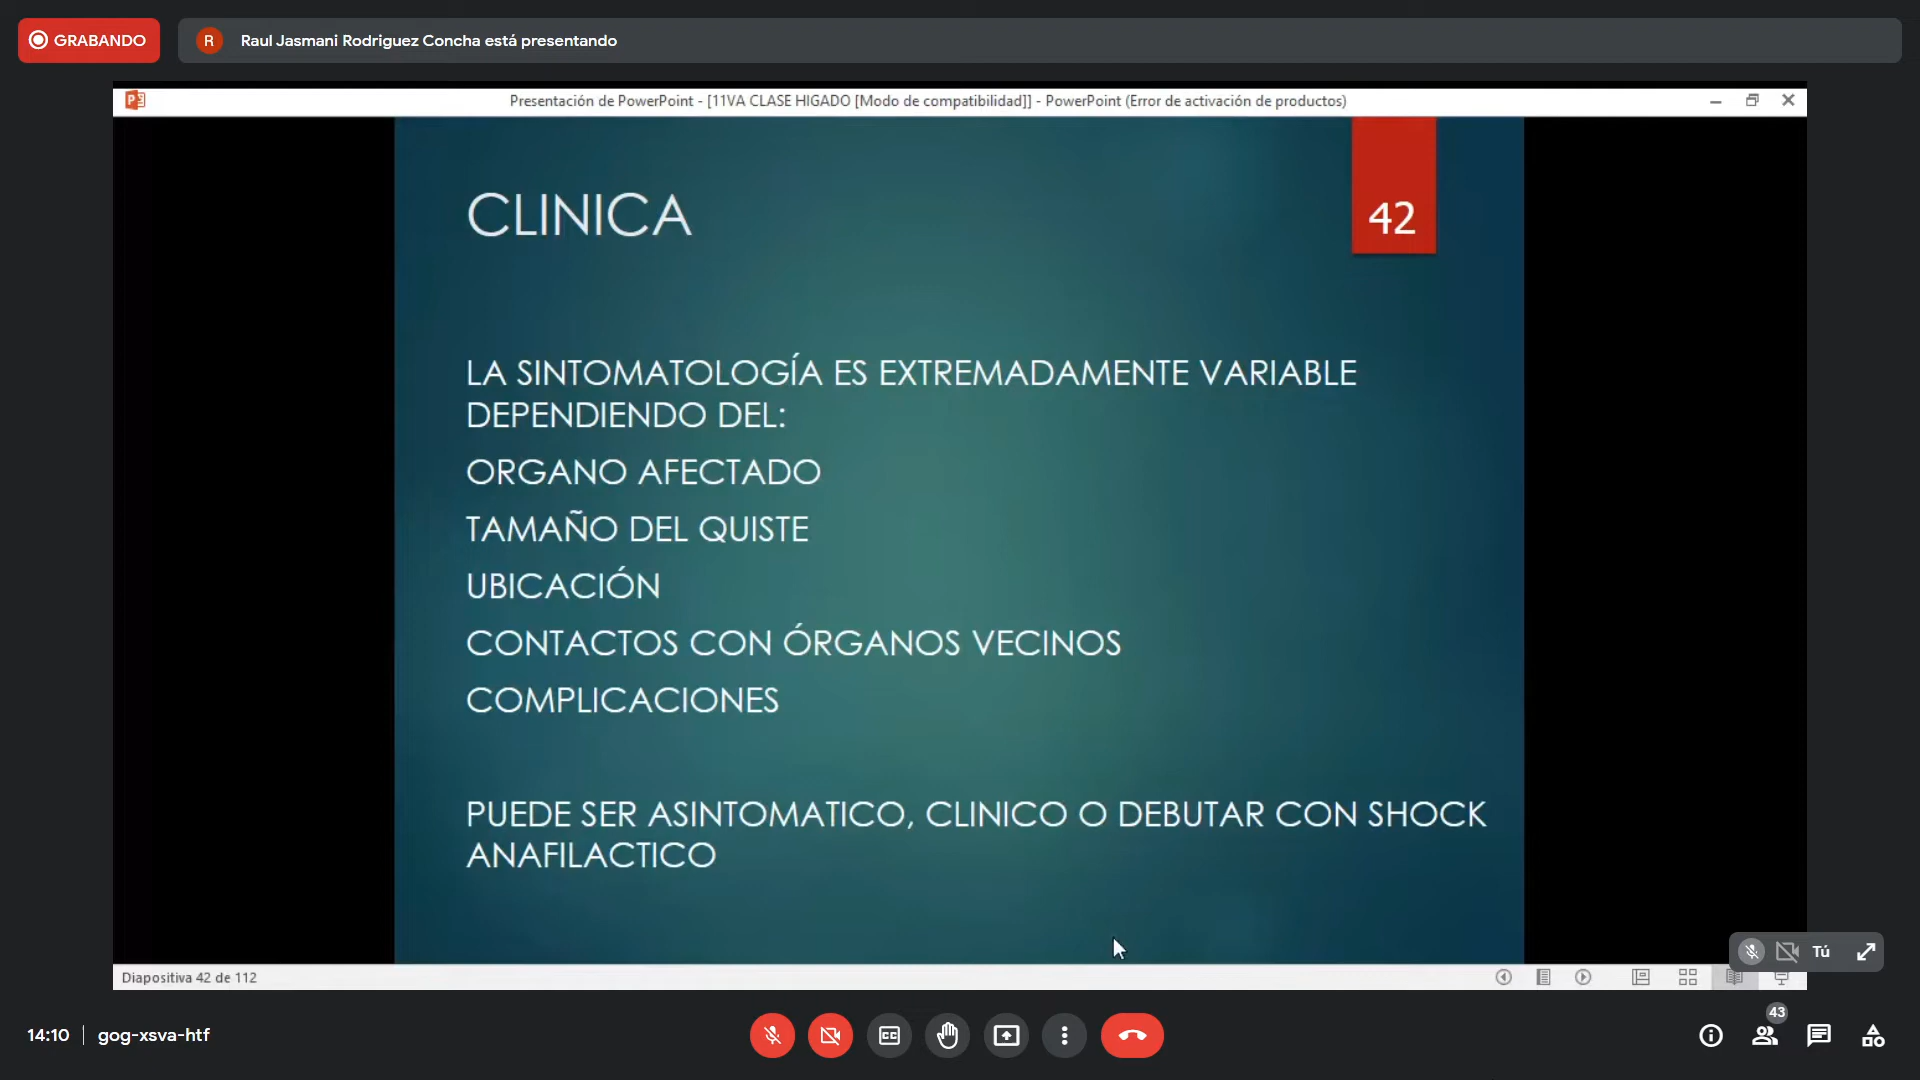 GRABANDO
R
Raul Jasmani Rodriguez Concha está presentando
Presentación de PowerPoint - [11VA CLASE HIGADO [Modo de compatibilidad]] - PowerPoint (Error de activación de productos)
CLINICA
42
LA SINTOMATOLOGÍA ES EXTREMADAMENTE VARIABLE
DEPENDIENDO DEL:
ORGANO AFECTADO
TAMAÑO DEL QUISTE
UBICACIÓN
CONTACTOS CON ÓRGANOS VECINOS
COMPLICACIONES
PUEDE SER ASINTOMATICO, CLINICO O DEBUTAR CON SHOCK
ANAFILACTICO
Tú
Diapositiva 42 de 112
14:10
gog-xsva-htf
43